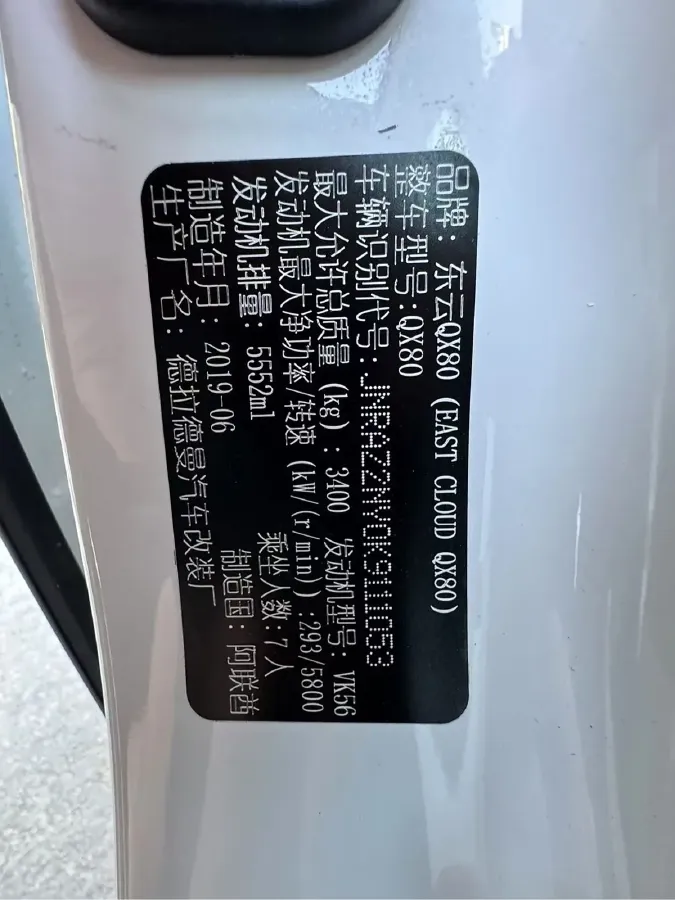 品牌: 东云QX80 (EAST CLOUD QX80)
整车型号:QX80
车辆识别代号:JNRAZ2NY0K9111053
最大允许总质量 (kg): 3400 发动机型号: VK56
发动机最大净功率/转速 (kW/(r/min)):293/5800
发动机排量: 5552ml 乘坐人数: 7 人
制造年月: 2019-06 制造国: 阿联酋
生产厂名: 德拉德曼汽车改装厂